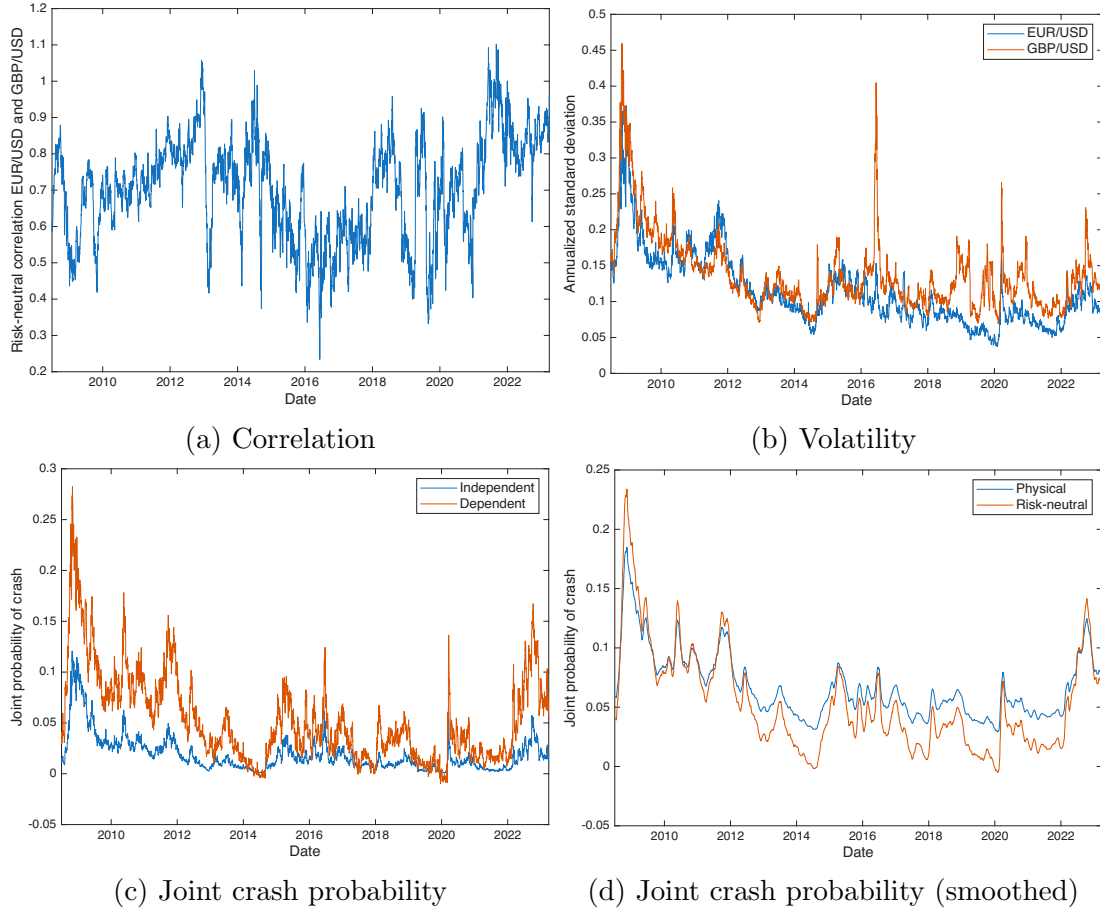 Risk-neutral correlation EUR/USD and GBP/USD
1.2
1.1
1
0.9
0.8
0.7
0.6
0.5
0.4
0.3
0.2
2010 2012 2014 2016 2018 2020 2022
Date
(a) Correlation
Annualized standard deviation
0.5
0.45
0.4
0.35
0.3
0.25
0.2
0.15
0.1
0.05
0
EUR/USD
GBP/USD
2010 2012 2014 2016 2018 2020 2022
Date
(b) Volatility
Joint probability of crash
0.3
0.25
0.2
0.15
0.1
0.05
0
-0.05
Independent
Dependent
2010 2012 2014 2016 2018 2020 2022
Date
(c) Joint crash probability
Joint probability of crash
0.25
0.2
0.15
0.1
0.05
0
-0.05
Physical
Risk-neutral
2010 2012 2014 2016 2018 2020 2022
Date
(d) Joint crash probability (smoothed)